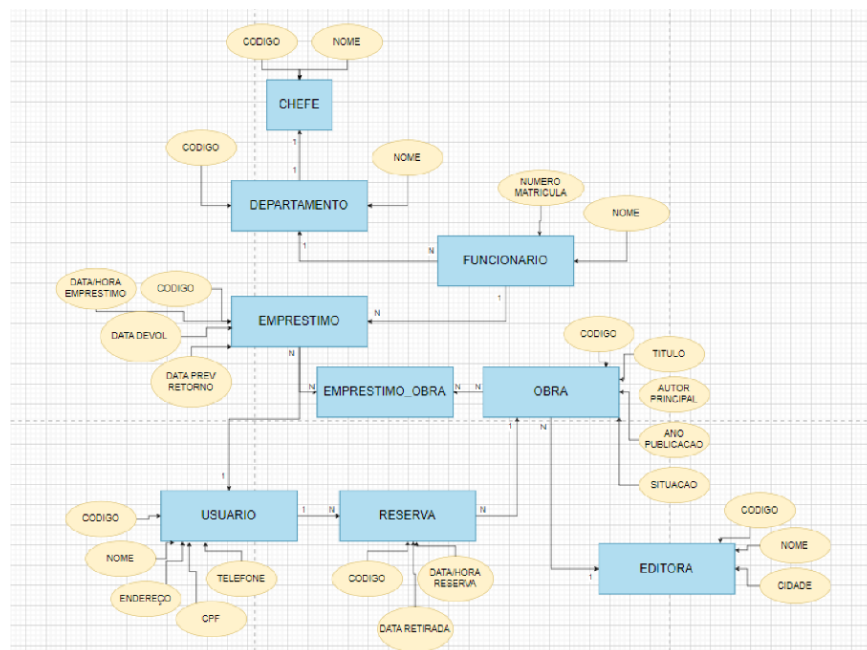 CODIGO
NOME
CHEFE
1
1
CODIGO
NOME
DEPARTAMENTO
NUMERO
MATRICULA
NOME
1
N
FUNCIONARIO
1
DATA/HORA
EMPRESTIMO
CODIGO
N
EMPRESTIMO
DATA DEVOL
DATA PREV
RETORNO
N
CODIGO
TITULO
N
EMPRESTIMO_OBRA
N
N
OBRA
AUTOR
PRINCIPAL
1
N
ANO
PUBLICACAO
SITUACAO
1
CODIGO
USUARIO
1
N
RESERVA
N
CODIGO
NOME
TELEFONE
CODIGO
DATA/HORA
RESERVA
NOME
ENDEREÇO
EDITORA
1
CIDADE
CPF
DATA RETIRADA